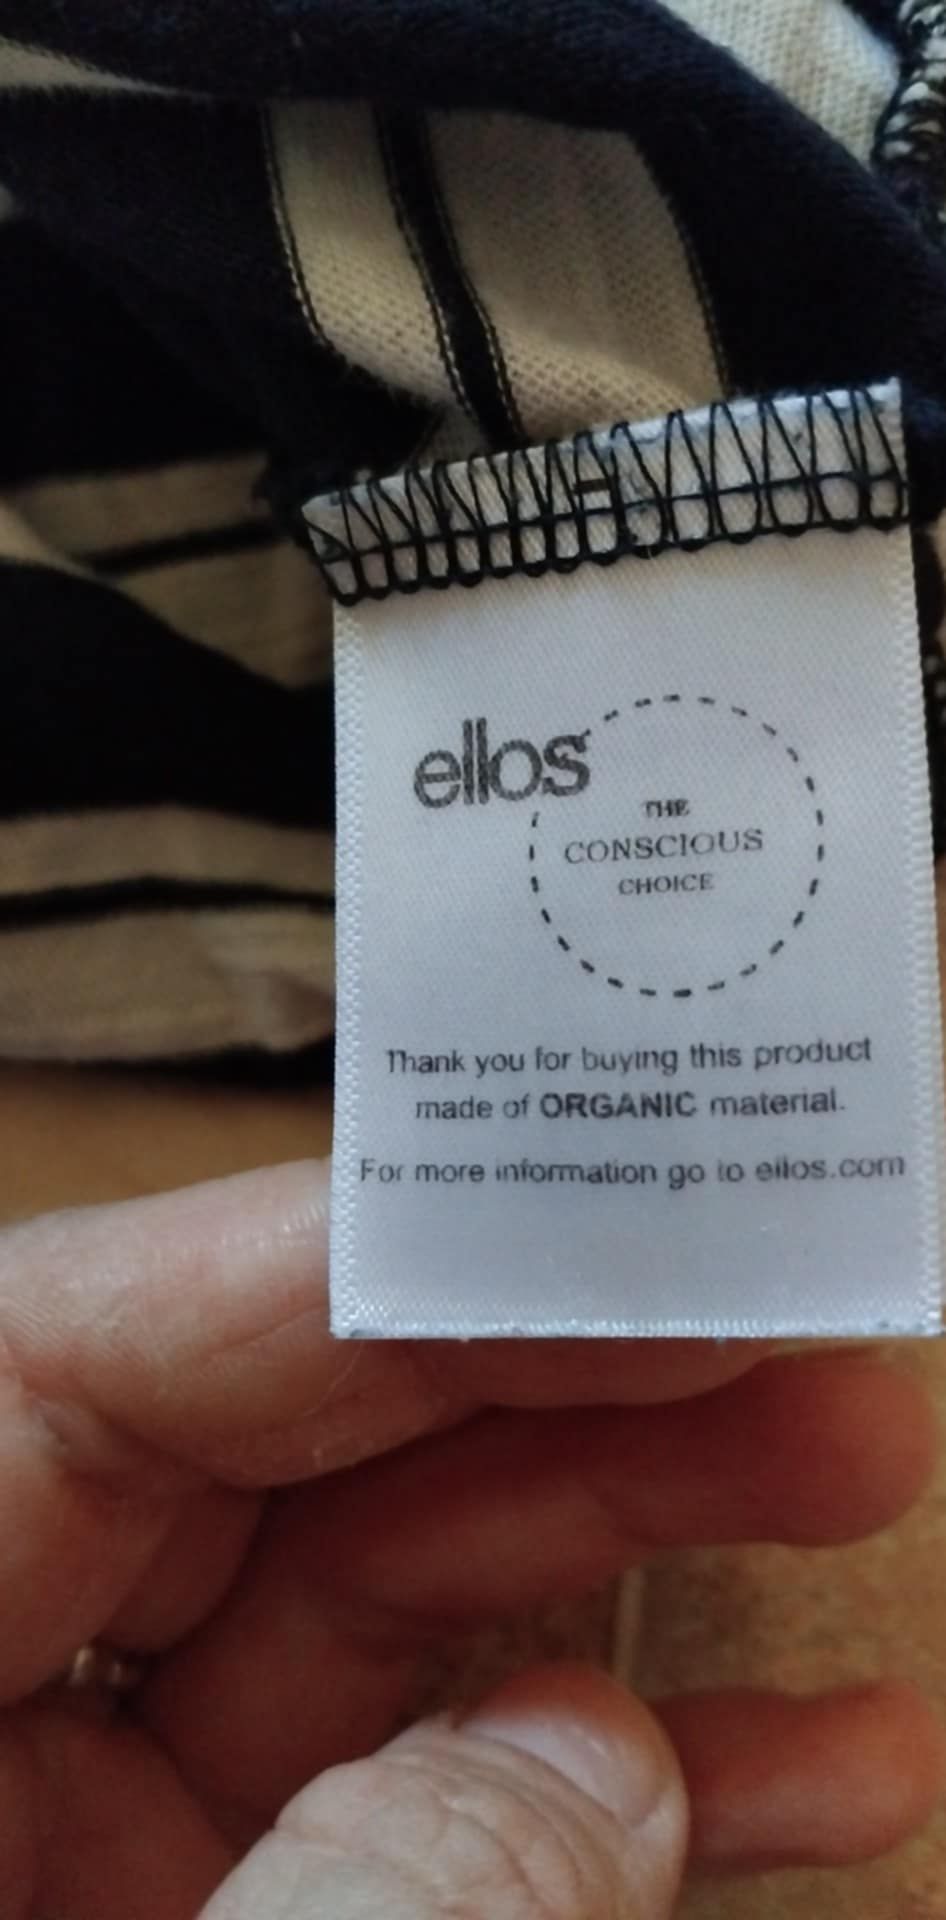 ellos
THE
CONSCIOUS
CHOICE
Thank you for buying this product
made of ORGANIC material.
For more information go to ellos.com